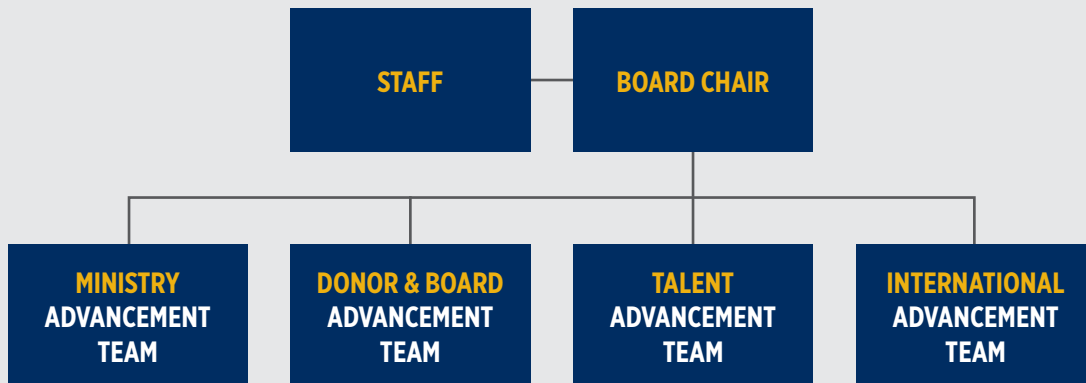 STAFF
BOARD CHAIR
MINISTRY
ADVANCEMENT
TEAM
DONOR & BOARD
ADVANCEMENT
TEAM
TALENT
ADVANCEMENT
TEAM
INTERNATIONAL
ADVANCEMENT
TEAM